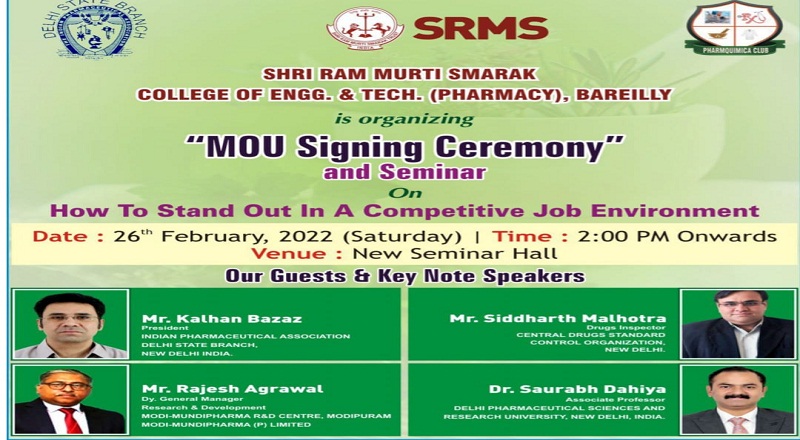 DELHI STATE BRANCH
SRMS
PHARMQUIMICA CLUB
SHRI RAM MURTI SMARAK
COLLEGE OF ENGG. & TECH. (PHARMACY), BAREILLY
is organizing
"MOU Signing Ceremony"
and Seminar
On
How To Stand Out In A Competitive Job Environment
Date : 26th February, 2022 (Saturday) | Time : 2:00 PM Onwards
Venue : New Seminar Hall
Our Guests & Key Note Speakers
Mr. Kalhan Bazaz
President
INDIAN PHARMACEUTICAL ASSOCIATION
DELHI STATE BRANCH,
NEW DELHI INDIA.
Mr. Siddharth Malhotra
Drugs Inspector
CENTRAL DRUGS STANDARD
CONTROL ORGANIZATION,
NEW DELHI.
Mr. Rajesh Agrawal
Dy. General Manager
Research & Development
MODI-MUNDIPHARMA R&D CENTRE, MODIPURAM
MODI-MUNDIPHARMA (P) LIMITED
Dr. Saurabh Dahiya
Associate Professor
DELHI PHARMACEUTICAL SCIENCES AND
RESEARCH UNIVERSITY, NEW DELHI, INDIA.